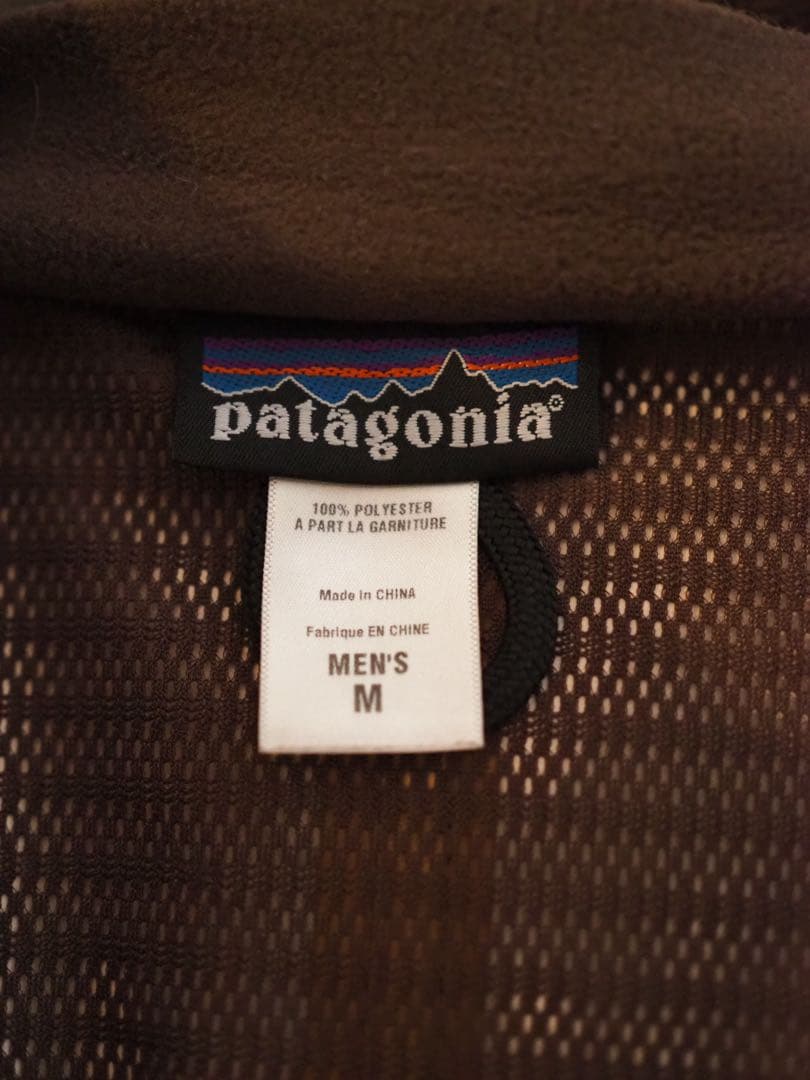 patagonia®
100% POLYESTER
A PART LA GARNITURE
Made in CHINA
Fabrique EN CHINE
MEN'S
M